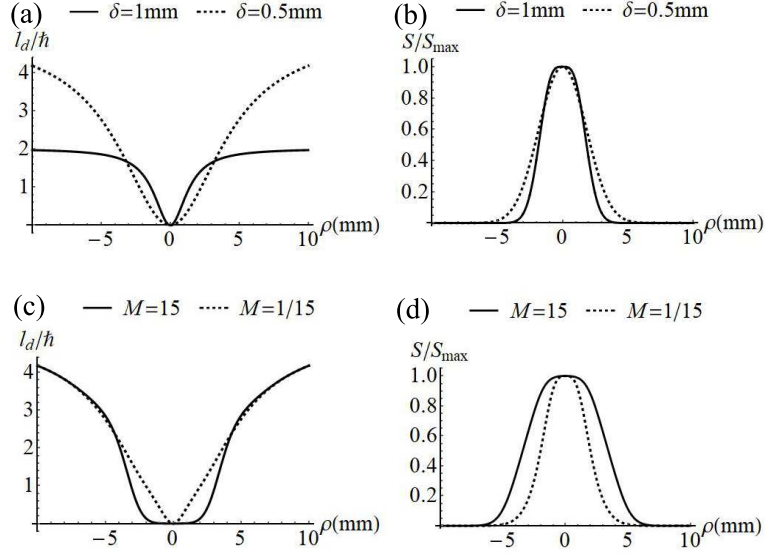 (a)
δ=1mm δ=0.5mm
l_d/ħ
4
3
2
1
−5 0 5 10 ρ(mm)
(b)
δ=1mm δ=0.5mm
S/S_max
1.0
0.8
0.6
0.4
0.2
−5 0 5 10 ρ(mm)
(c)
M=15 M=1/15
l_d/ħ
4
3
2
1
−5 0 5 10 ρ(mm)
(d)
M=15 M=1/15
S/S_max
1.0
0.8
0.6
0.4
0.2
−5 0 5 10 ρ(mm)